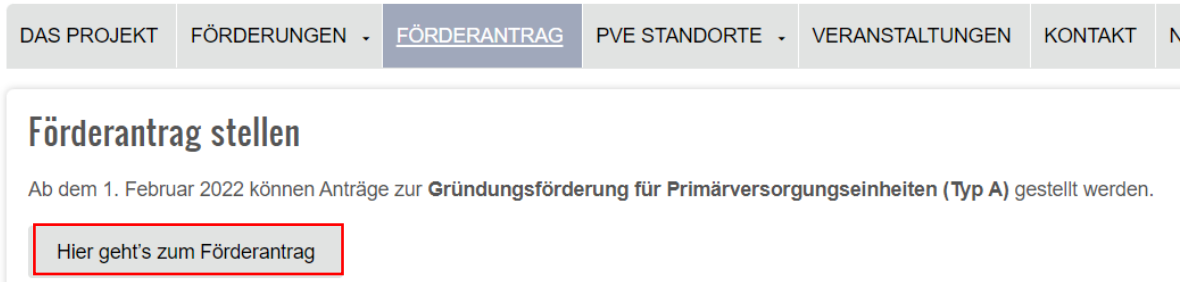 DAS PROJEKT FÖRDERUNGEN FÖRDERANTRAG PVE STANDORTE VERANSTALTUNGEN KONTAKT N
Förderantrag stellen
Ab dem 1. Februar 2022 können Anträge zur Gründungsförderung für Primärversorgungseinheiten (Typ A) gestellt werden.
Hier geht's zum Förderantrag